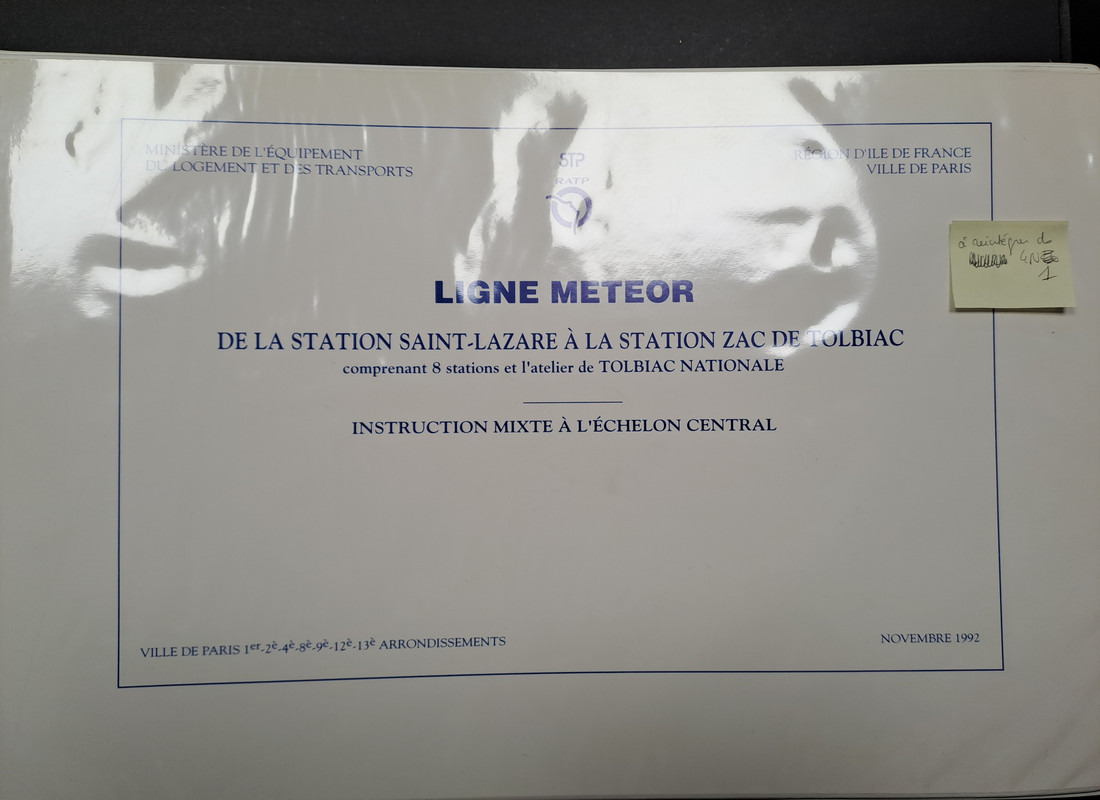 MINISTÈRE DE L'ÉQUIPEMENT
DU LOGEMENT ET DES TRANSPORTS
STP
RATP
RÉGION D'ILE DE FRANCE
VILLE DE PARIS
à réintégrer
1
LIGNE METEOR
DE LA STATION SAINT-LAZARE À LA STATION ZAC DE TOLBIAC
comprenant 8 stations et l'atelier de TOLBIAC NATIONALE
INSTRUCTION MIXTE À L'ÉCHELON CENTRAL
VILLE DE PARIS 1er-2è-4è-8è-9è-12è-13è ARRONDISSEMENTS
NOVEMBRE 1992